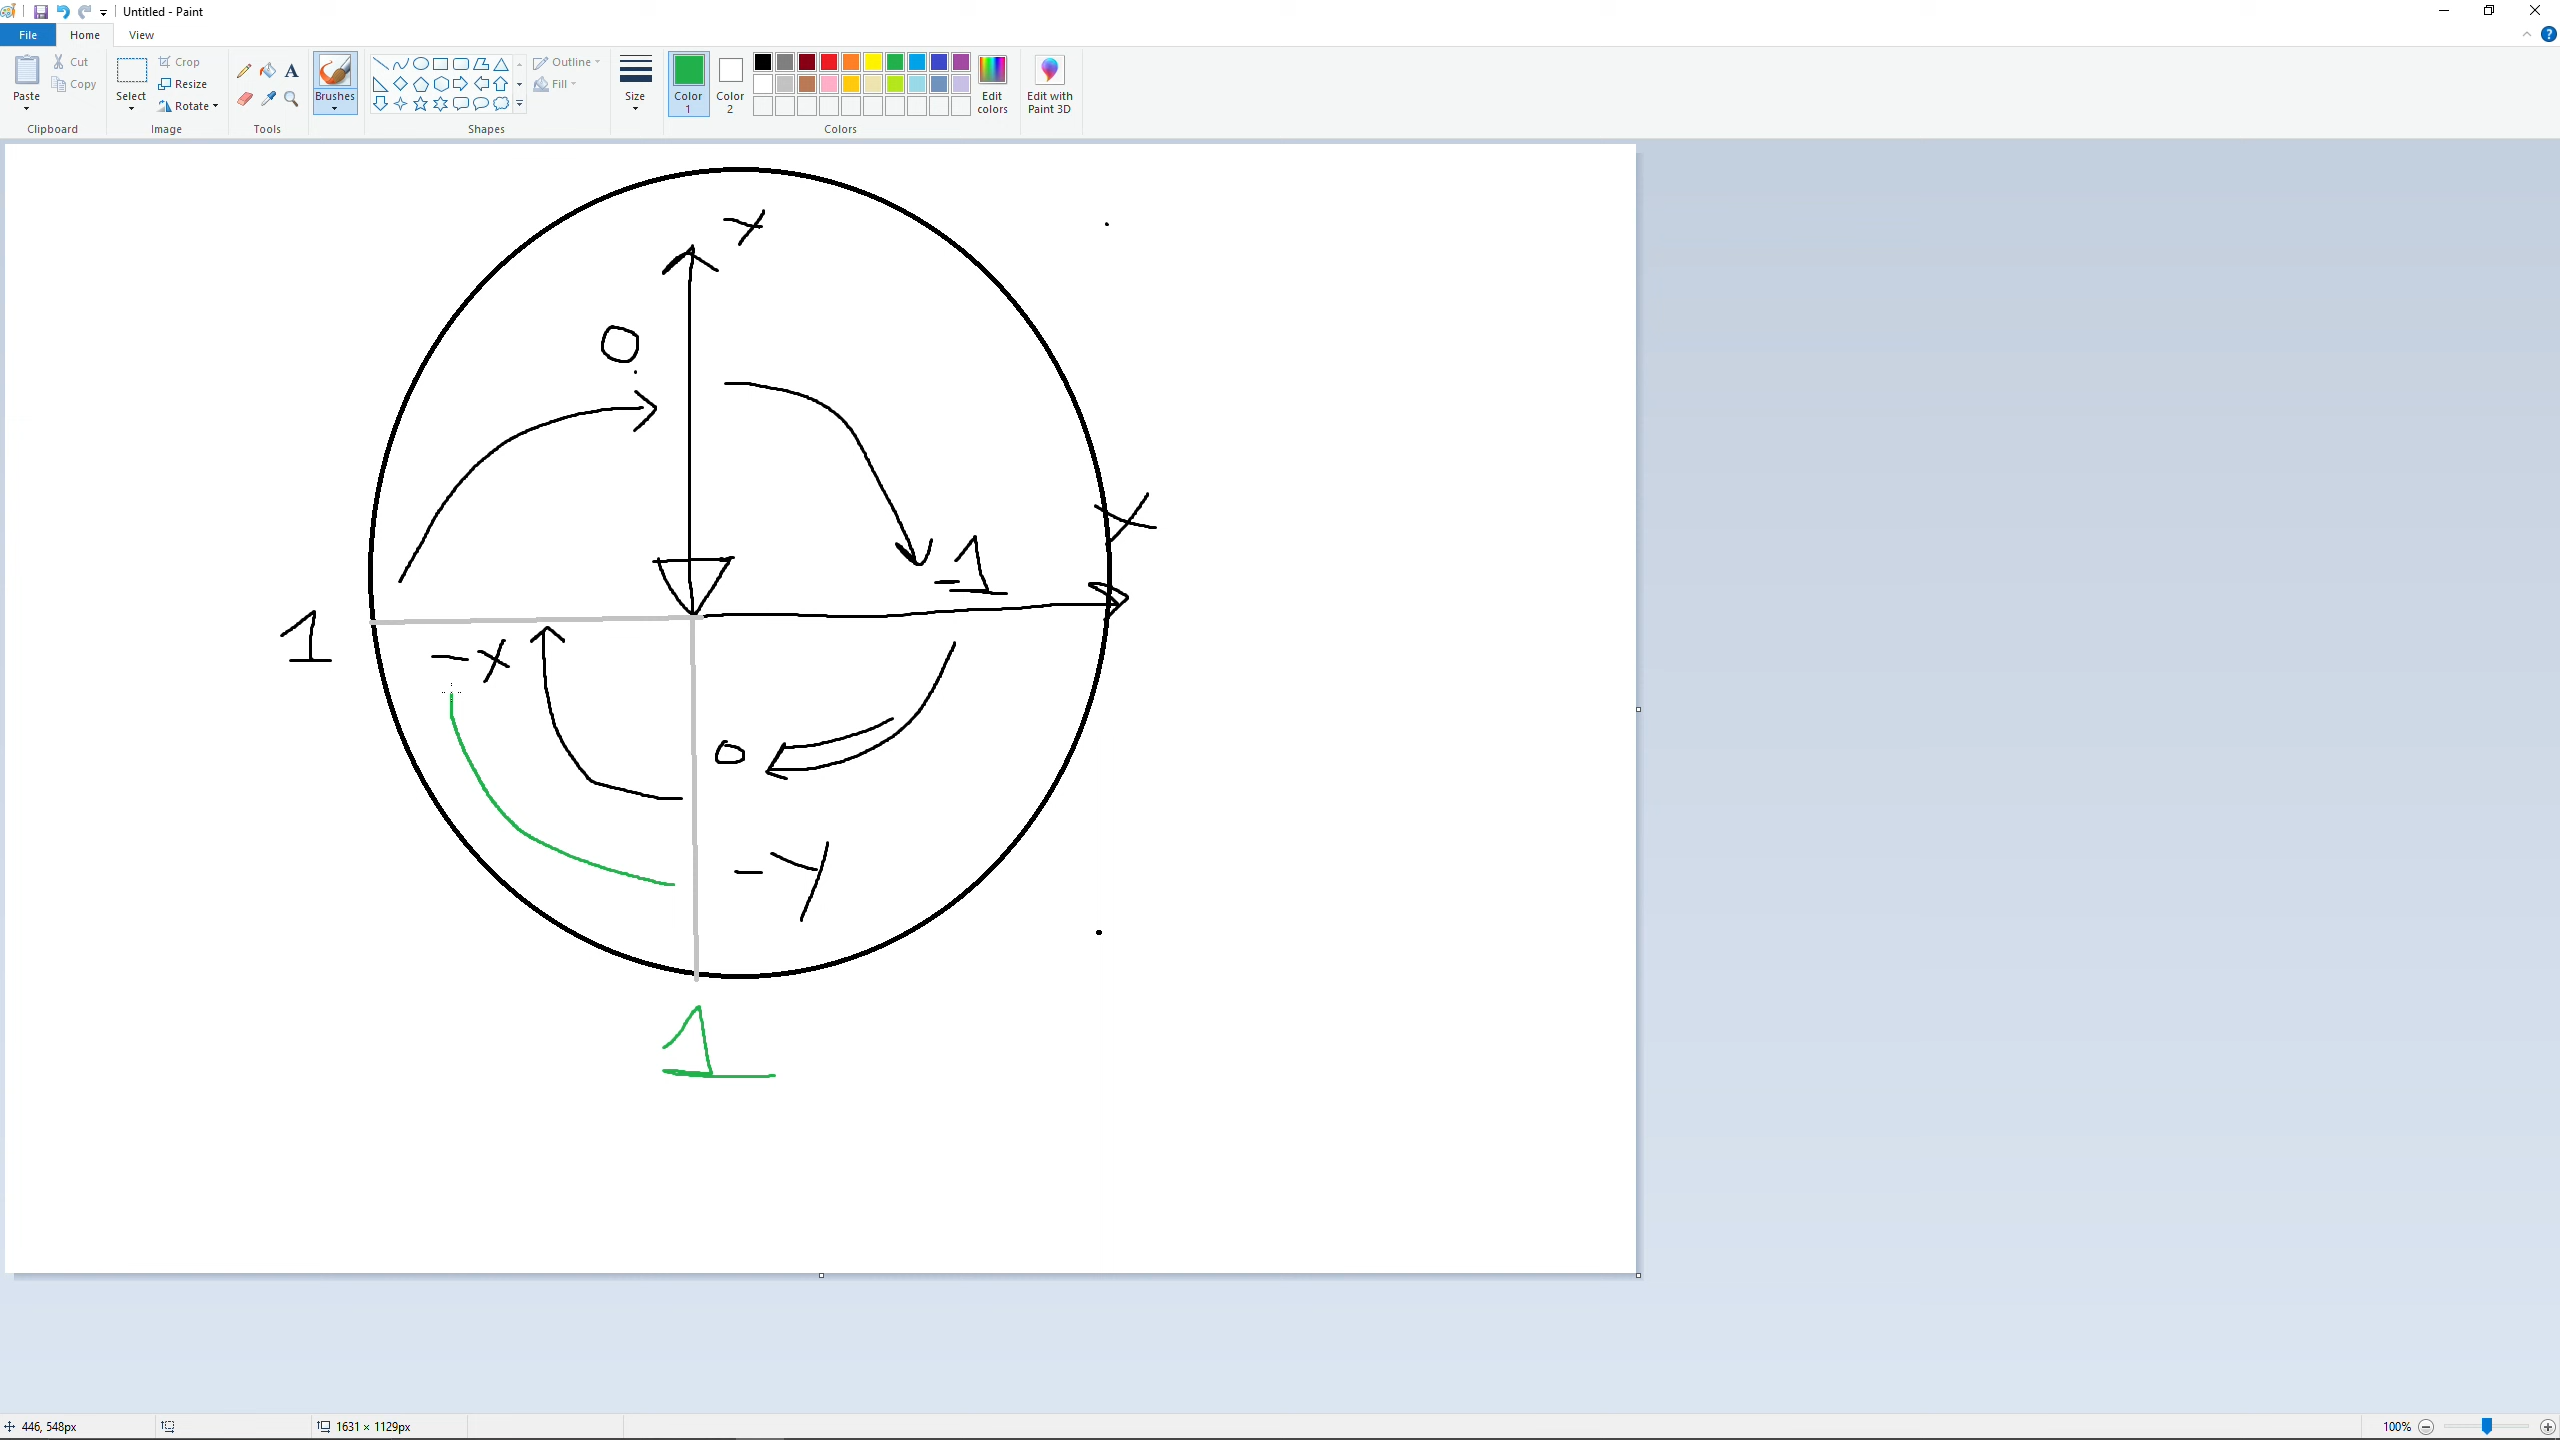 Untitled - Paint
File Home View
Paste
Cut
Copy
Clipboard
Select
Crop
Resize
Rotate
Image
Tools
Brushes
Shapes
Outline
Fill
Size
Color 1
Color 2
Colors
Edit colors
Edit with Paint 3D
0
-1
1
-x
0
-y
1
446, 548px
1631 × 1129px
100%